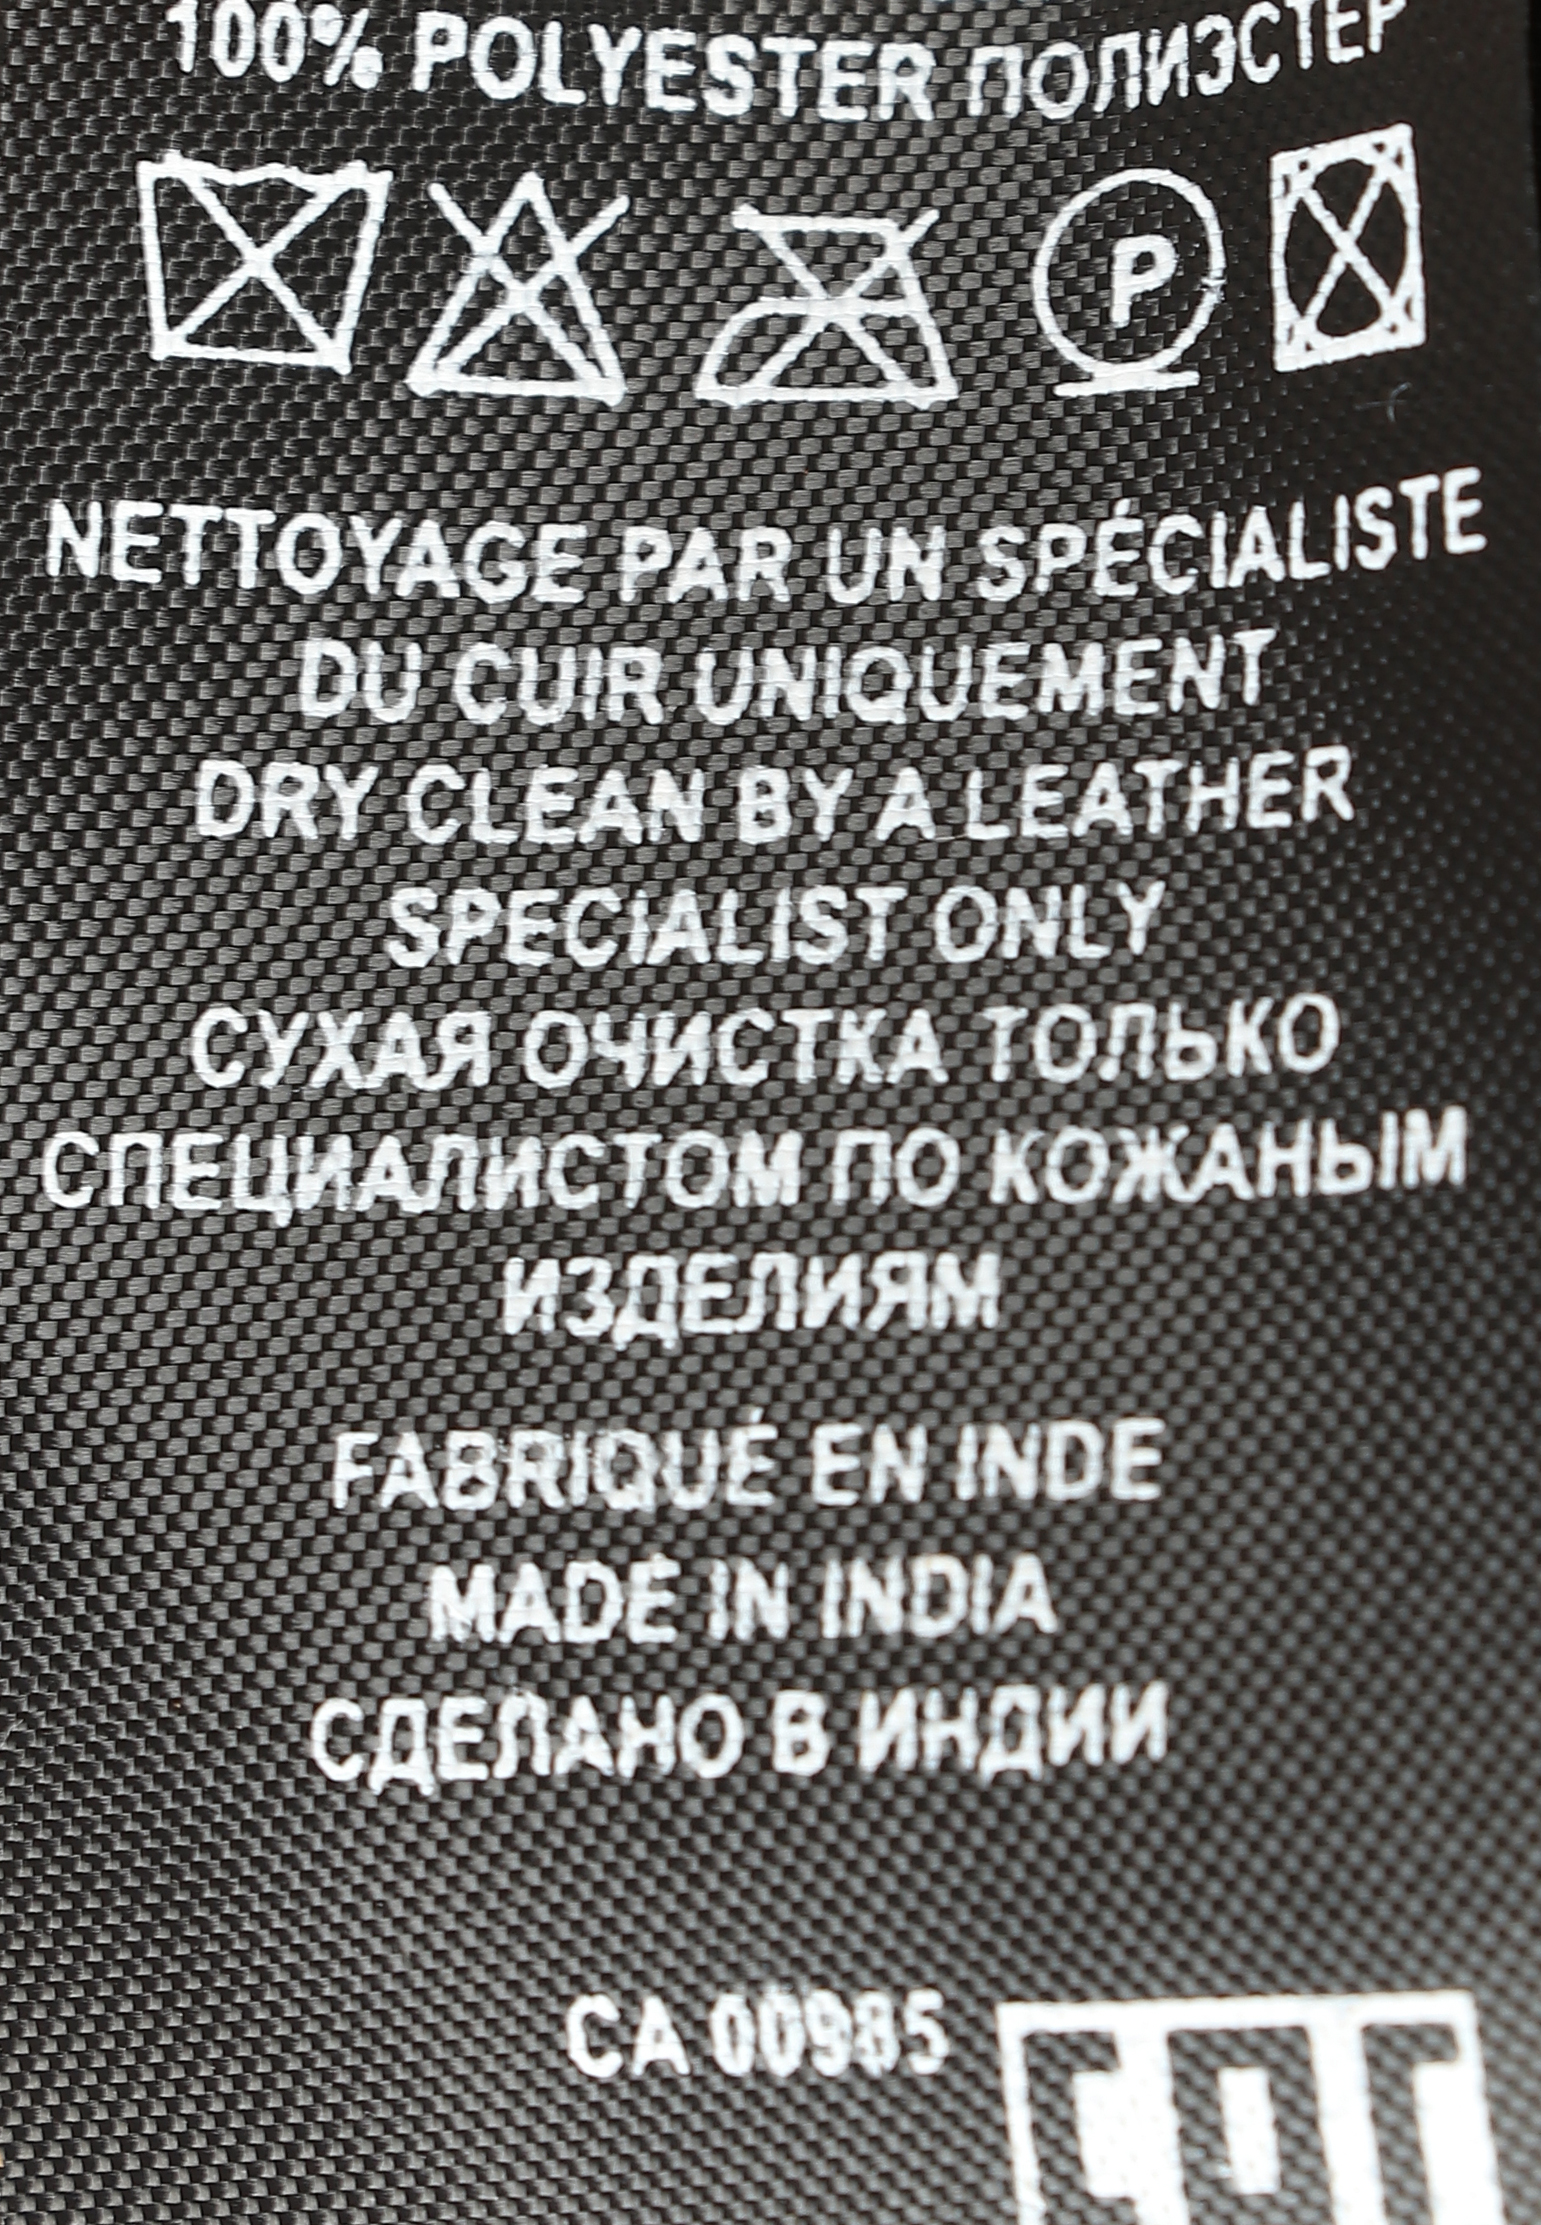 100% POLYESTER ПОЛИЭСТЕР
P
NETTOYAGE PAR UN SPÉCIALISTE
DU CUIR UNIQUEMENT
DRY CLEAN BY A LEATHER
SPECIALIST ONLY
СУХАЯ ОЧИСТКА ТОЛЬКО
СПЕЦИАЛИСТОМ ПО КОЖАНЫМ
ИЗДЕЛИЯМ
FABRIQUÉ EN INDE
MADE IN INDIA
СДЕЛАНО В ИНДИИ
CA 00985